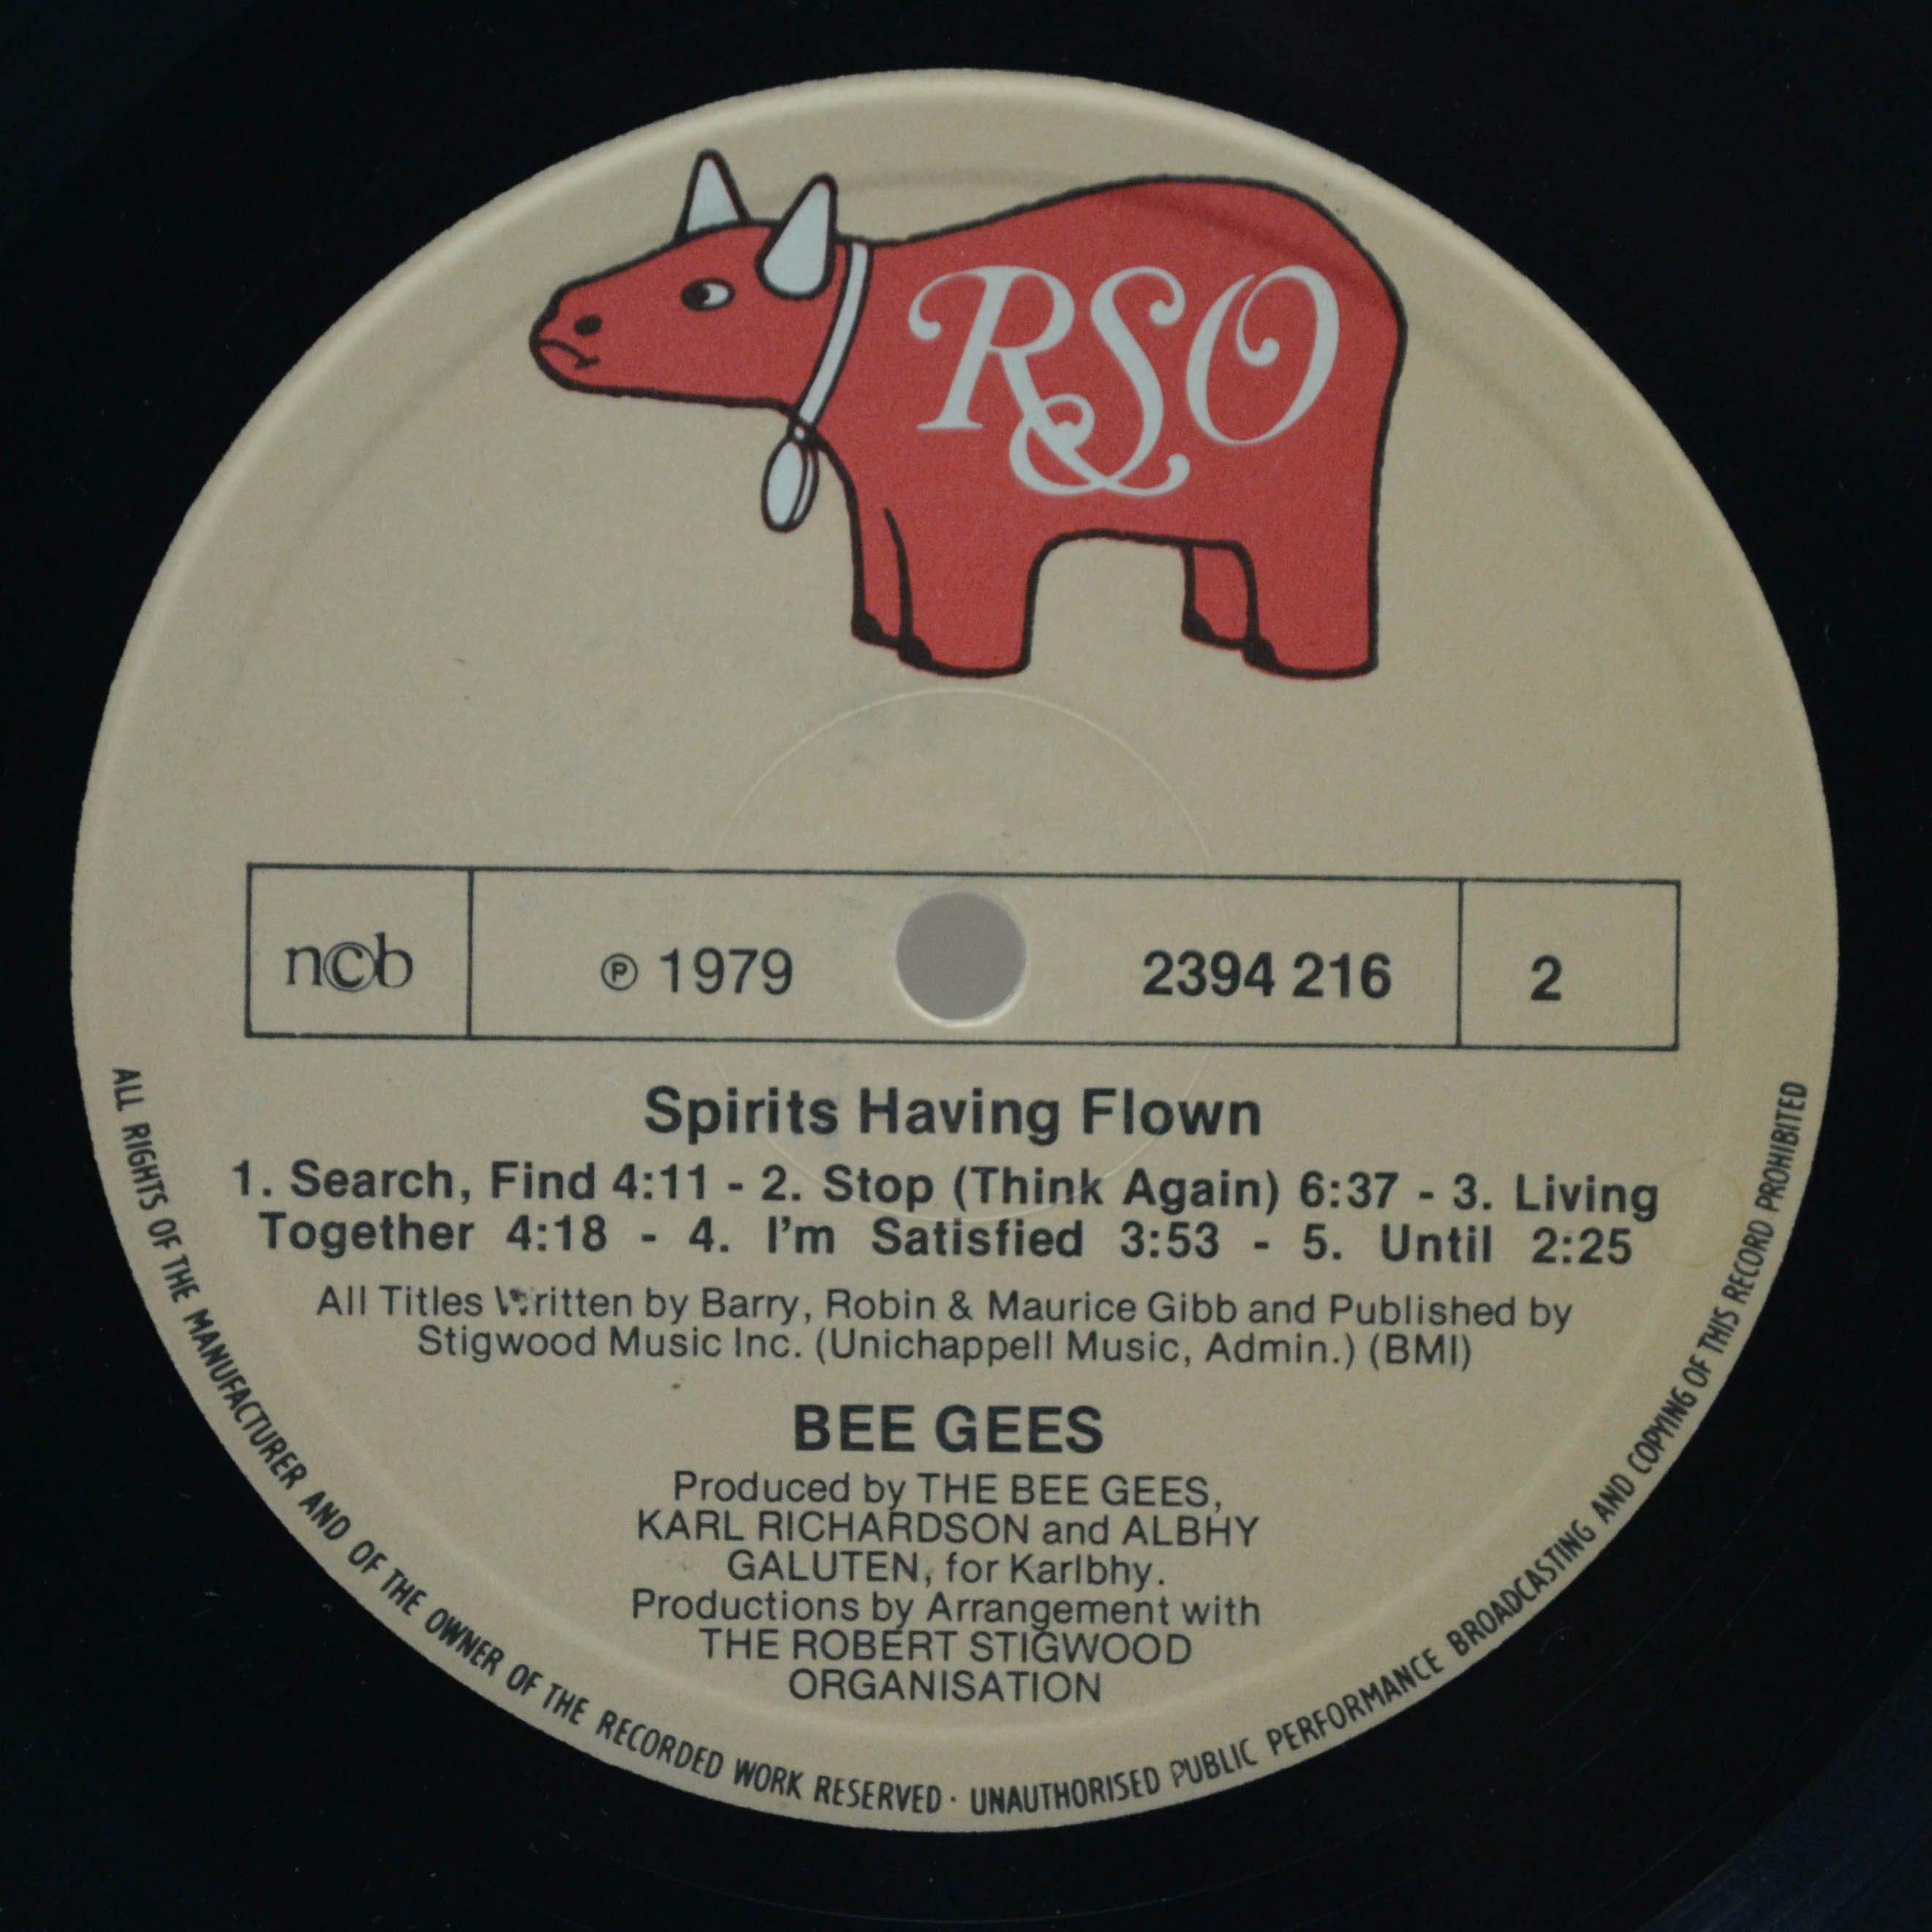 RSO
ncb
℗ 1979
2394 216
2
Spirits Having Flown
1. Search, Find 4:11 - 2. Stop (Think Again) 6:37 - 3. Living
Together 4:18 - 4. I'm Satisfied 3:53 - 5. Until 2:25
All Titles Written by Barry, Robin & Maurice Gibb and Published by
Stigwood Music Inc. (Unichappell Music, Admin.) (BMI)
BEE GEES
Produced by THE BEE GEES,
KARL RICHARDSON and ALBHY
GALUTEN, for Karlbhy.
Productions by Arrangement with
THE ROBERT STIGWOOD
ORGANISATION
ALL RIGHTS OF THE MANUFACTURER AND OF THE OWNER OF THE RECORDED WORK RESERVED · UNAUTHORISED PUBLIC PERFORMANCE BROADCASTING AND COPYING OF THIS RECORD PROHIBITED